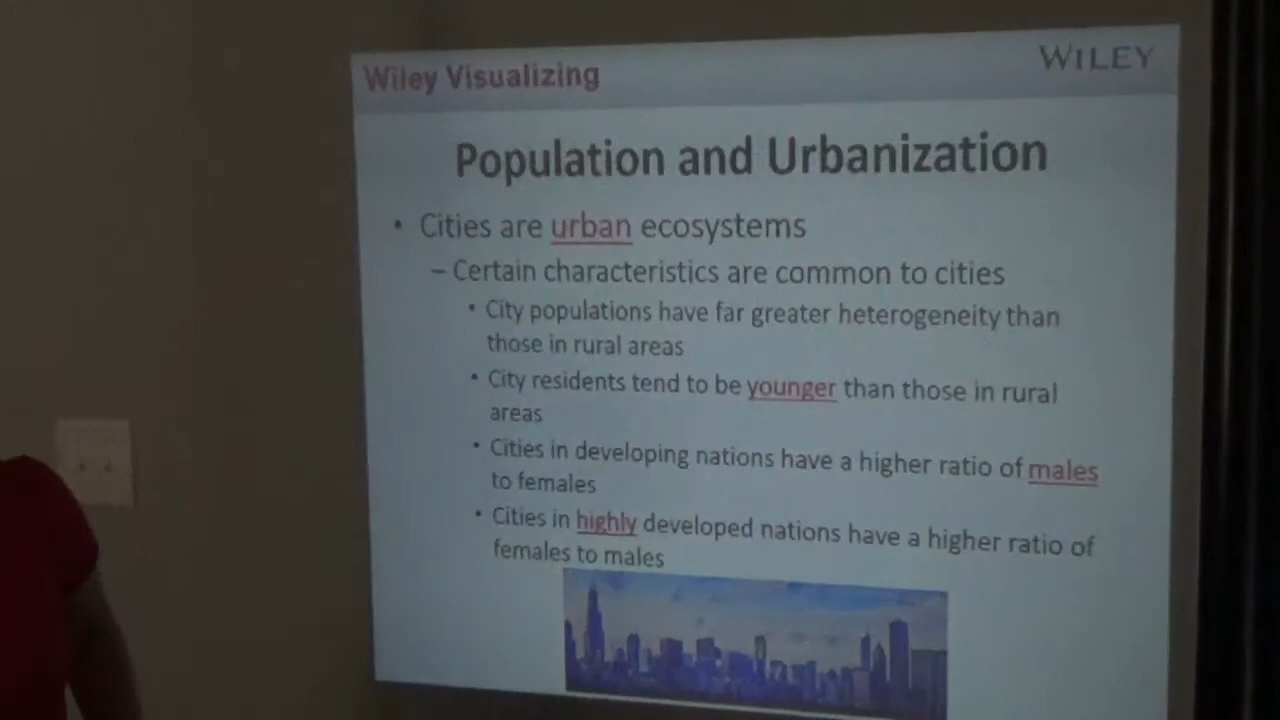 Wiley Visualizing
WILEY
Population and Urbanization
• Cities are urban ecosystems
– Certain characteristics are common to cities
• City populations have far greater heterogeneity than
those in rural areas
• City residents tend to be younger than those in rural
areas
• Cities in developing nations have a higher ratio of males
to females
• Cities in highly developed nations have a higher ratio of
females to males